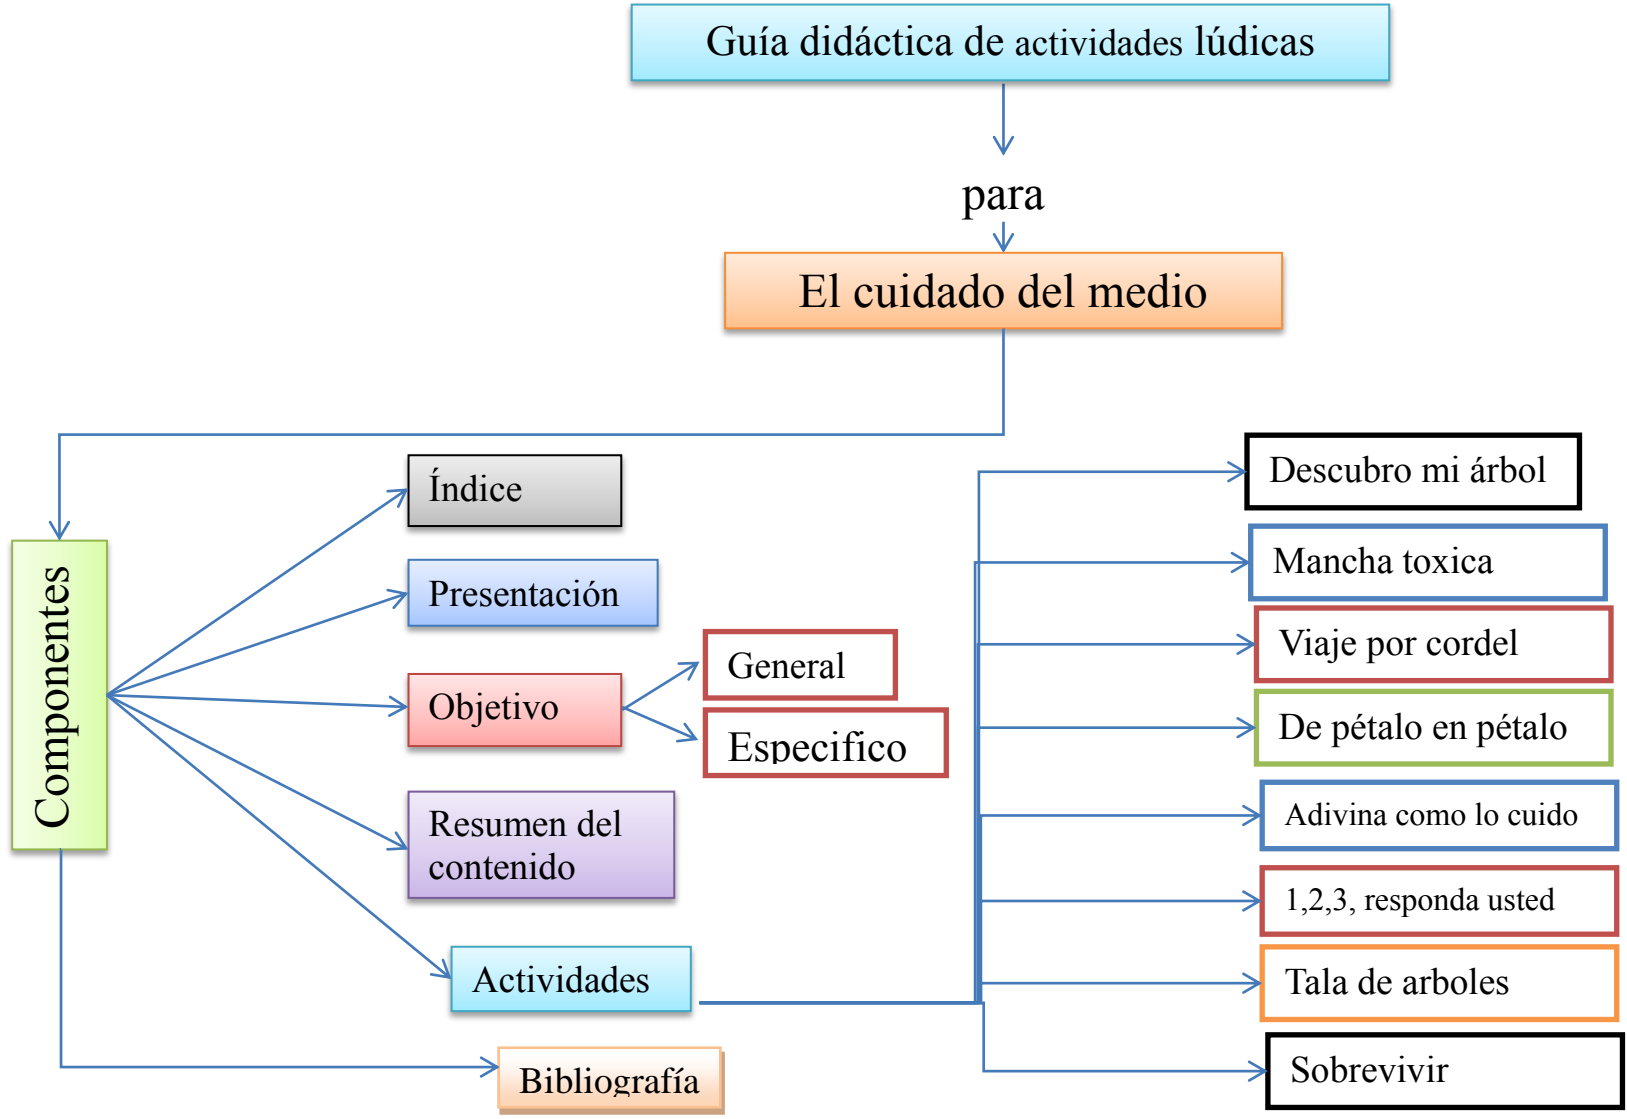 Guía didáctica de actividades lúdicas
para
El cuidado del medio
Componentes
Índice
Presentación
Objetivo
General
Especifico
Resumen del
contenido
Actividades
Bibliografía
Descubro mi árbol
Mancha toxica
Viaje por cordel
De pétalo en pétalo
Adivina como lo cuido
1,2,3, responda usted
Tala de arboles
Sobrevivir